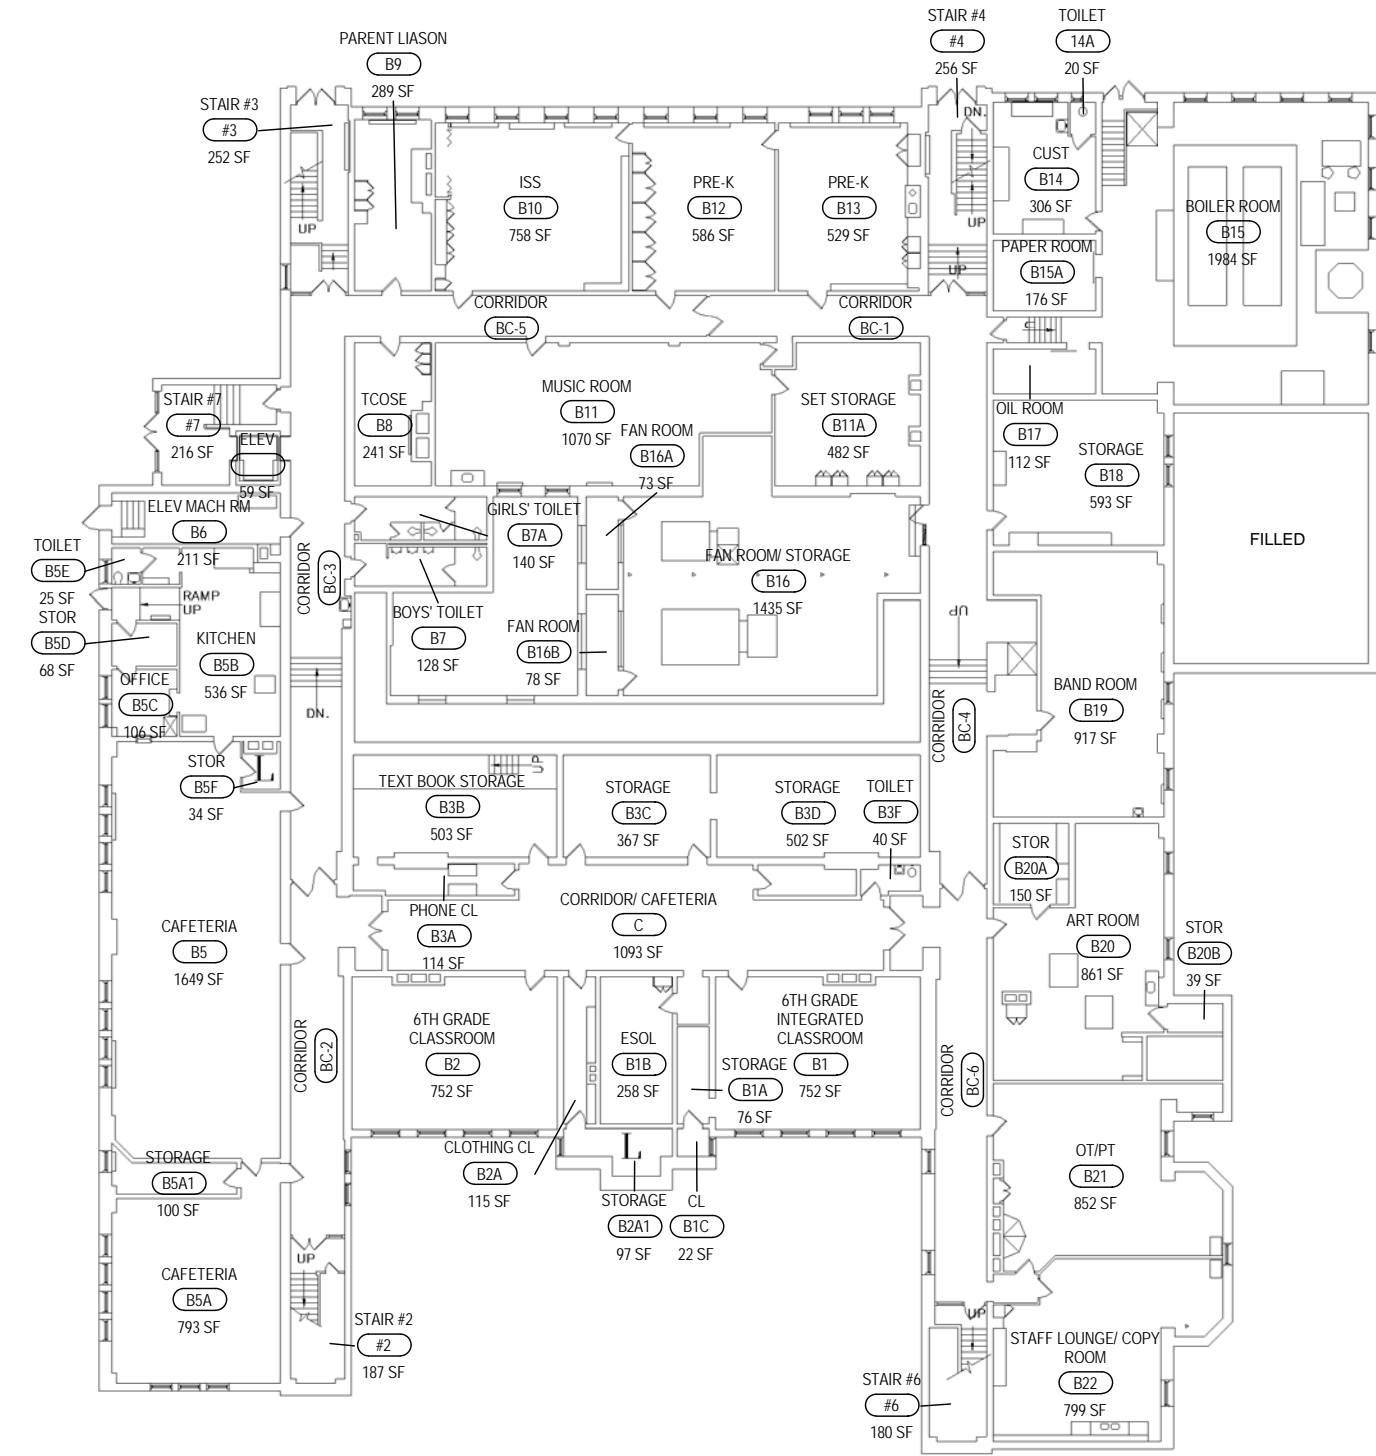 STAIR #4
#4
256 SF
TOILET
14A
20 SF
PARENT LIASON
B9
289 SF
STAIR #3
#3
252 SF
DN.
UP
UP
UP
ISS
B10
758 SF
PRE-K
B12
586 SF
PRE-K
B13
529 SF
CUST
B14
306 SF
BOILER ROOM
B15
1984 SF
PAPER ROOM
B15A
176 SF
CORRIDOR
BC-5
CORRIDOR
BC-1
STAIR #7
#7
216 SF
ELEV
59 SF
TCOSE
B8
241 SF
MUSIC ROOM
B11
1070 SF
SET STORAGE
B11A
482 SF
OIL ROOM
B17
112 SF
STORAGE
B18
593 SF
FAN ROOM
B16A
73 SF
ELEV MACH RM
B6
211 SF
TOILET
B5E
25 SF
STOR
B5D
68 SF
RAMP
UP
CORRIDOR
BC-3
GIRLS' TOILET
B7A
140 SF
FAN ROOM/ STORAGE
B16
1435 SF
FILLED
BOYS' TOILET
B7
128 SF
FAN ROOM
B16B
78 SF
KITCHEN
B5B
536 SF
OFFICE
B5C
106 SF
DN.
UP
CORRIDOR
BC-4
BAND ROOM
B19
917 SF
STOR
B5F
34 SF
L
TEXT BOOK STORAGE
B3B
503 SF
UP
STORAGE
B3C
367 SF
STORAGE
B3D
502 SF
TOILET
B3F
40 SF
STOR
B20A
150 SF
CAFETERIA
B5
1649 SF
PHONE CL
B3A
114 SF
CORRIDOR/ CAFETERIA
C
1093 SF
ART ROOM
B20
861 SF
STOR
B20B
39 SF
CORRIDOR
BC-2
6TH GRADE
CLASSROOM
B2
752 SF
ESOL
B1B
258 SF
6TH GRADE
INTEGRATED
CLASSROOM
B1
752 SF
STORAGE
B1A
76 SF
CORRIDOR
BC-6
CLOTHING CL
B2A
115 SF
L
STORAGE
B2A1
97 SF
CL
B1C
22 SF
OT/PT
B21
852 SF
STORAGE
B5A1
100 SF
CAFETERIA
B5A
793 SF
UP
STAIR #2
#2
187 SF
UP
STAIR #6
#6
180 SF
STAFF LOUNGE/ COPY
ROOM
B22
799 SF